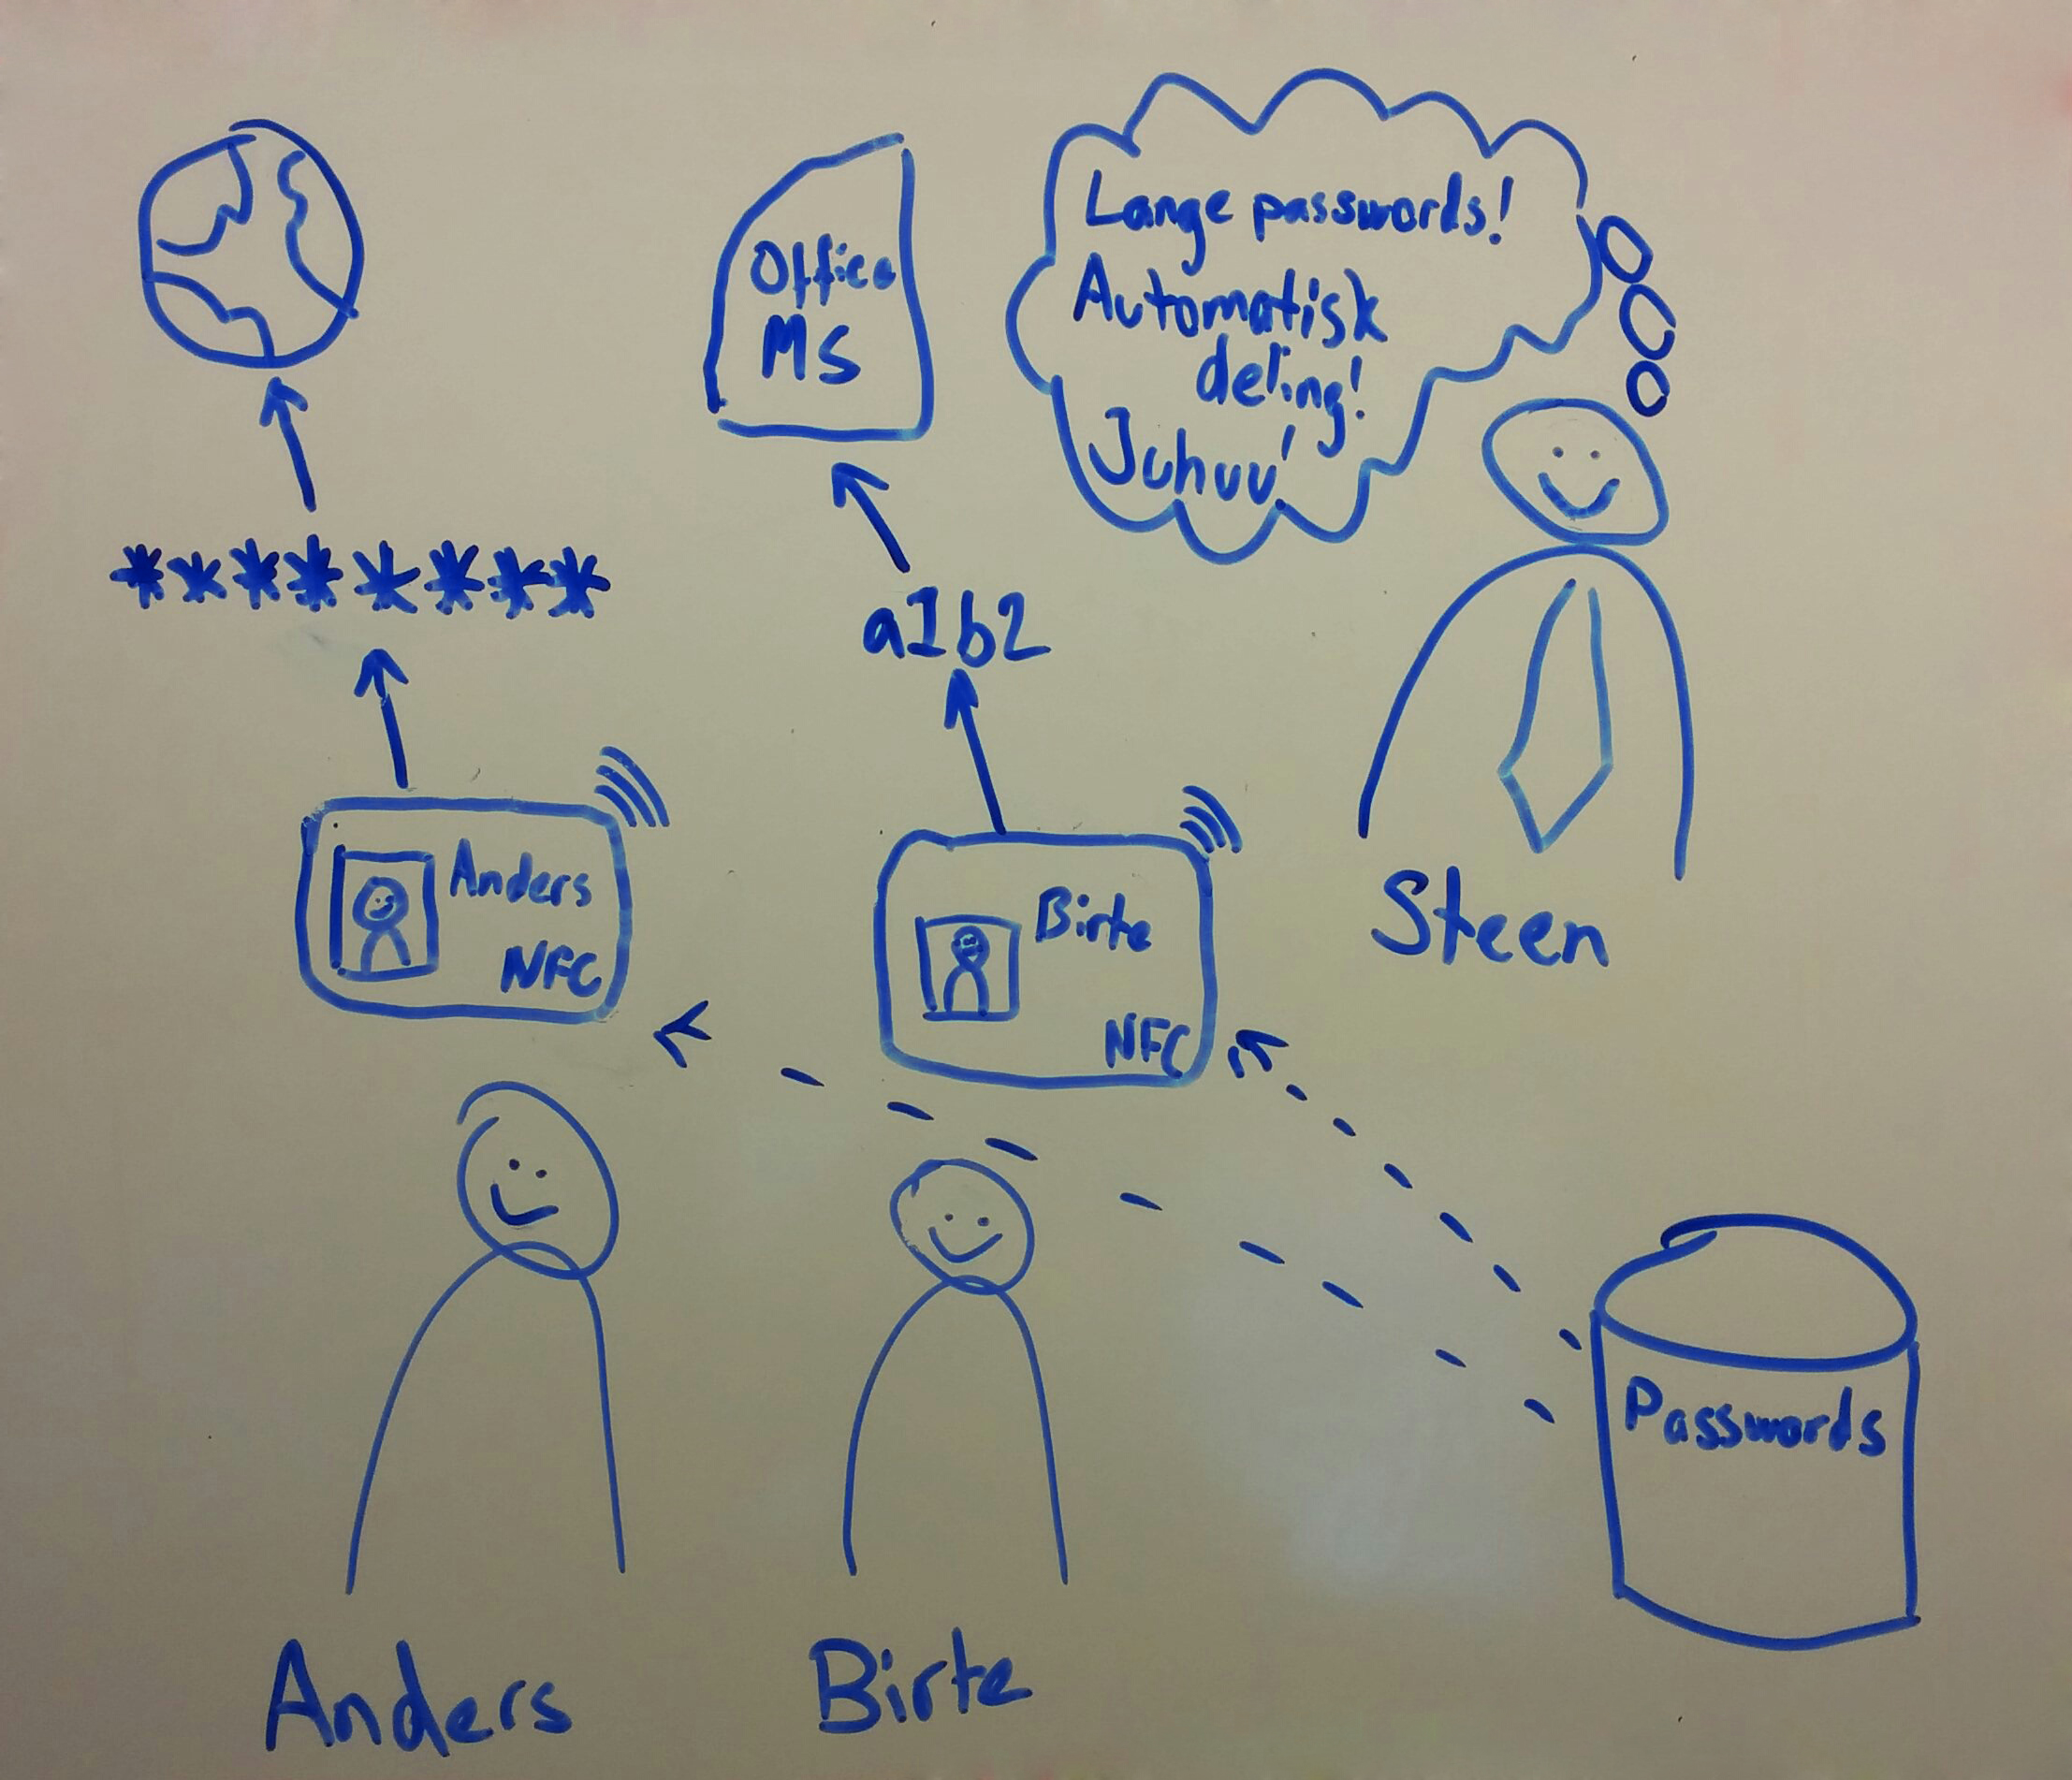 Lange passwords!
Automatisk
deling!
Juhuu!
Office
MS
********
a1b2
Anders
NFC
Birte
NFC
Steen
Passwords
Anders
Birte